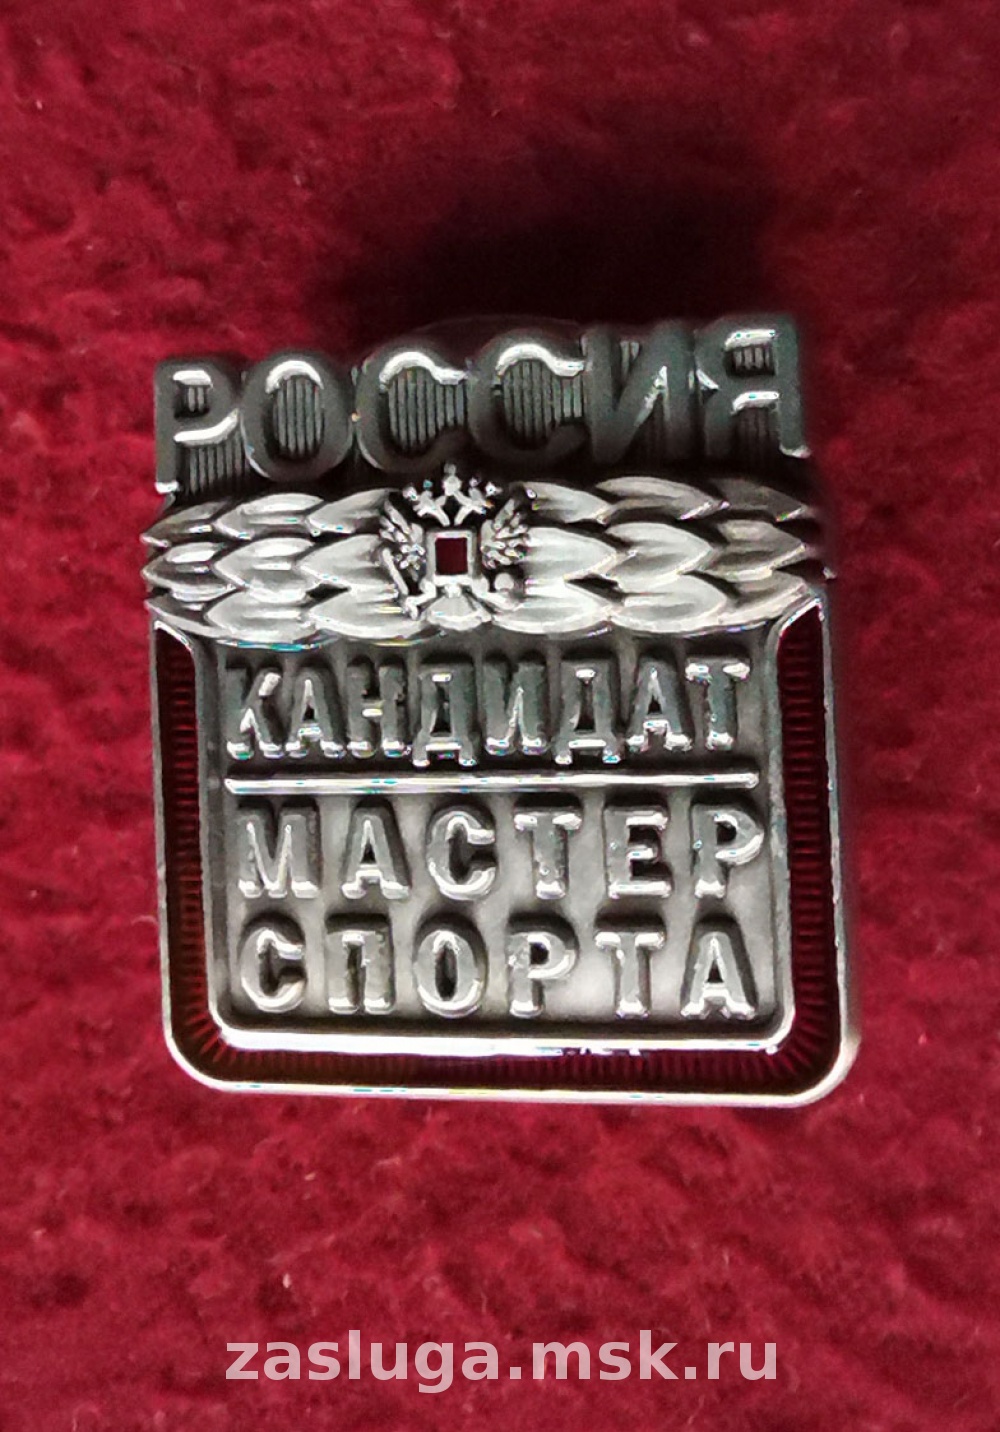 РОССИЯ
КАНДИДАТ
МАСТЕР
СПОРТА
zasluga.msk.ru